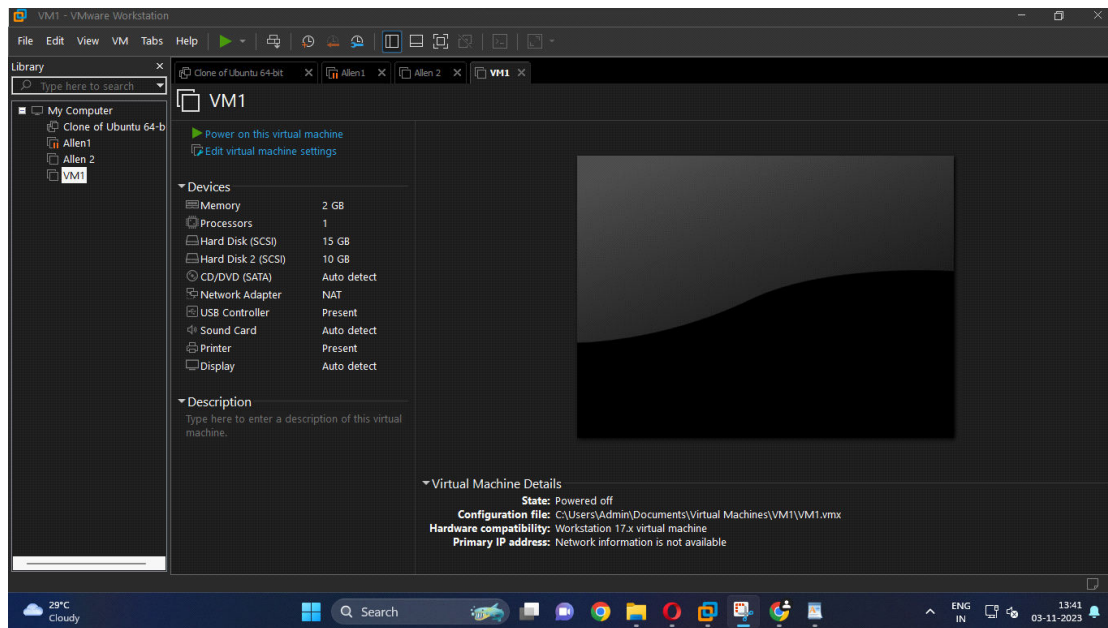 VM1 - VMware Workstation
File Edit View VM Tabs Help
Library
Type here to search
My Computer
Clone of Ubuntu 64-b
Allen1
Allen 2
VM1
Clone of Ubuntu 64-bit
Allen1
Allen 2
VM1
VM1
Power on this virtual machine
Edit virtual machine settings
Devices
Memory 2 GB
Processors 1
Hard Disk (SCSI) 15 GB
Hard Disk 2 (SCSI) 10 GB
CD/DVD (SATA) Auto detect
Network Adapter NAT
USB Controller Present
Sound Card Auto detect
Printer Present
Display Auto detect
Description
Type here to enter a description of this virtual
machine.
Virtual Machine Details
State: Powered off
Configuration file: C:\Users\Admin\Documents\Virtual Machines\VM1\VM1.vmx
Hardware compatibility: Workstation 17.x virtual machine
Primary IP address: Network information is not available
29°C
Cloudy
Search
ENG
IN
13:41
03-11-2023